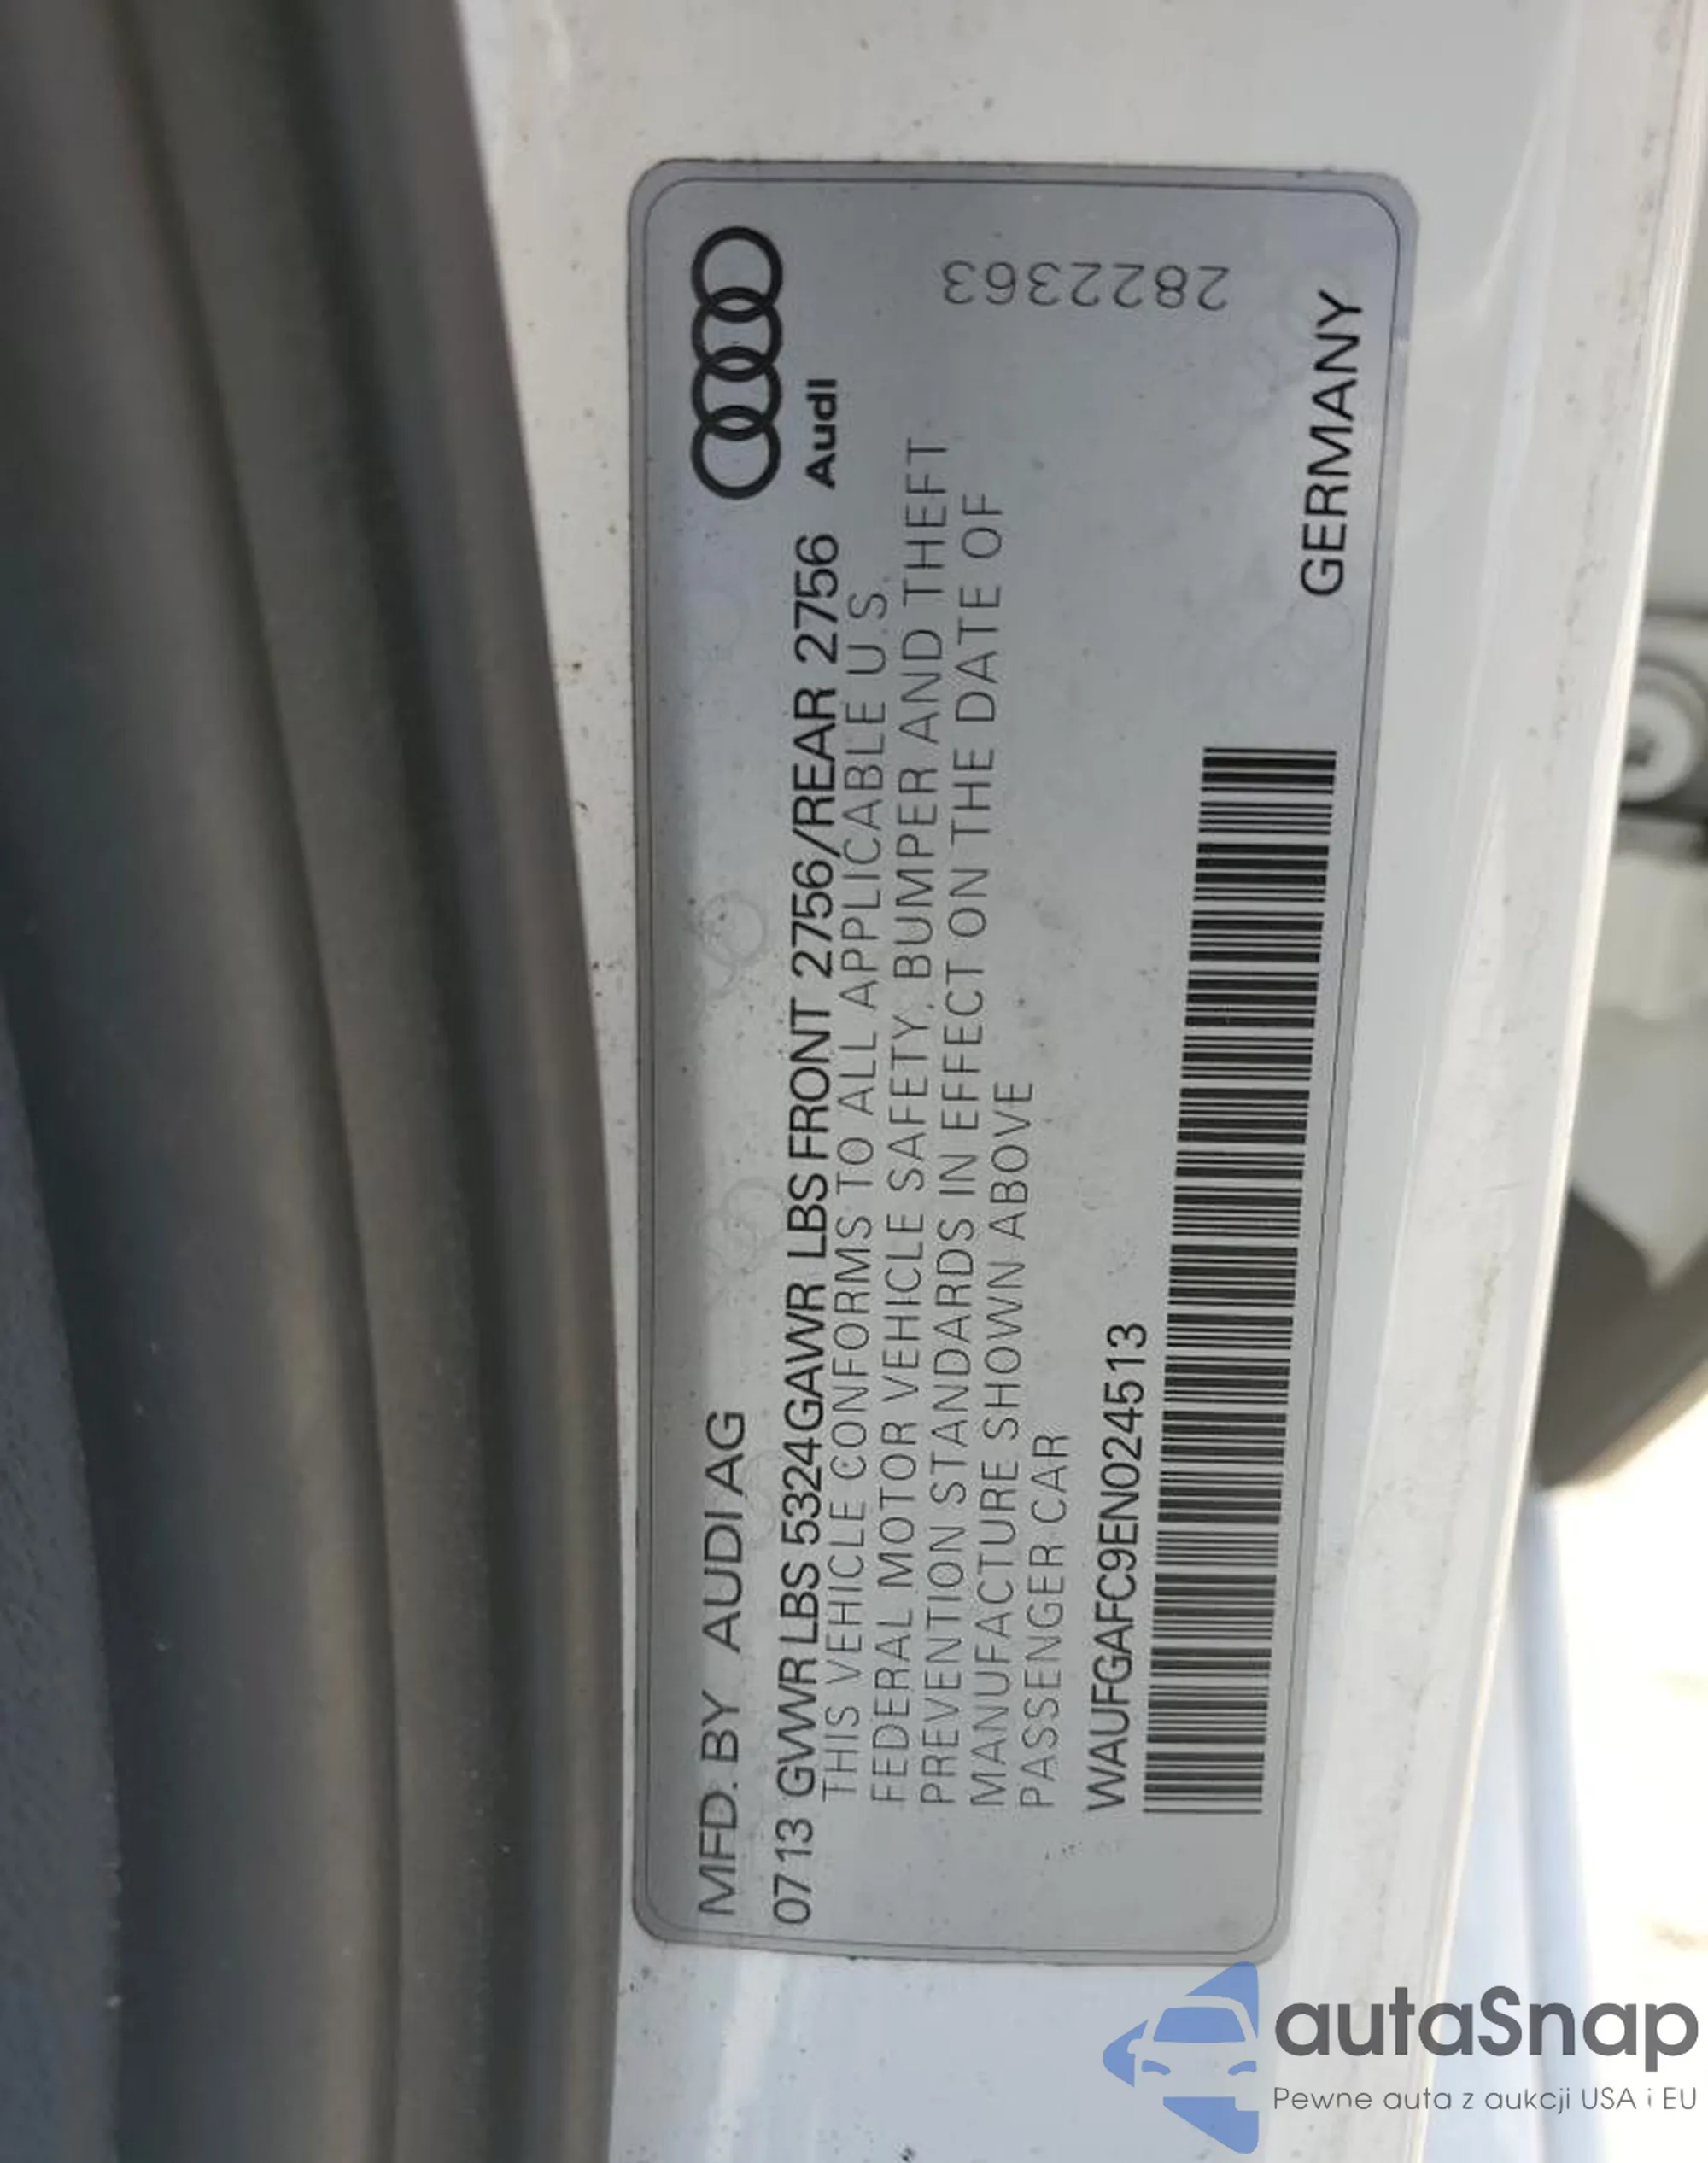 MFD. BY AUDI AG
0713 GVWR LBS 5324 GAWR LBS FRONT 2756/REAR 2756
Audi
THIS VEHICLE CONFORMS TO ALL APPLICABLE U.S.
FEDERAL MOTOR VEHICLE SAFETY, BUMPER AND THEFT
PREVENTION STANDARDS IN EFFECT ON THE DATE OF
MANUFACTURE SHOWN ABOVE
PASSENGER CAR
2822363
WAUFGAFC9EN024513
GERMANY
autaSnap
Pewne auta z aukcji USA i EU